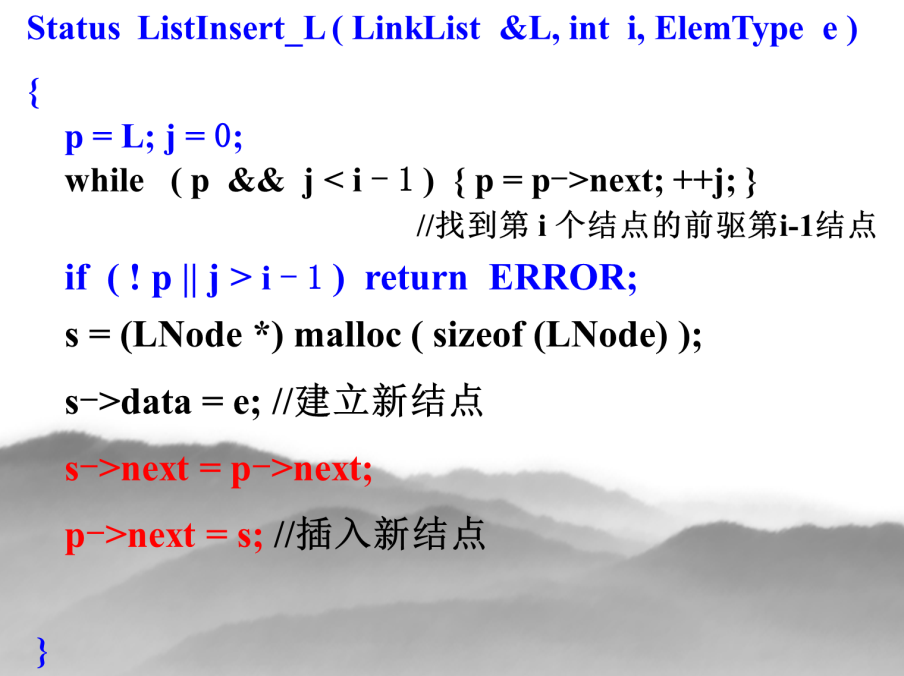 Status ListInsert_L ( LinkList &L, int i, ElemType e )
{
p = L; j = 0;
while ( p && j < i - 1 ) { p = p->next; ++j; }
//找到第 i 个结点的前驱第i-1结点
if ( ! p || j > i - 1 ) return ERROR;
s = (LNode *) malloc ( sizeof (LNode) );
s->data = e; //建立新结点
s->next = p->next;
p->next = s; //插入新结点
}